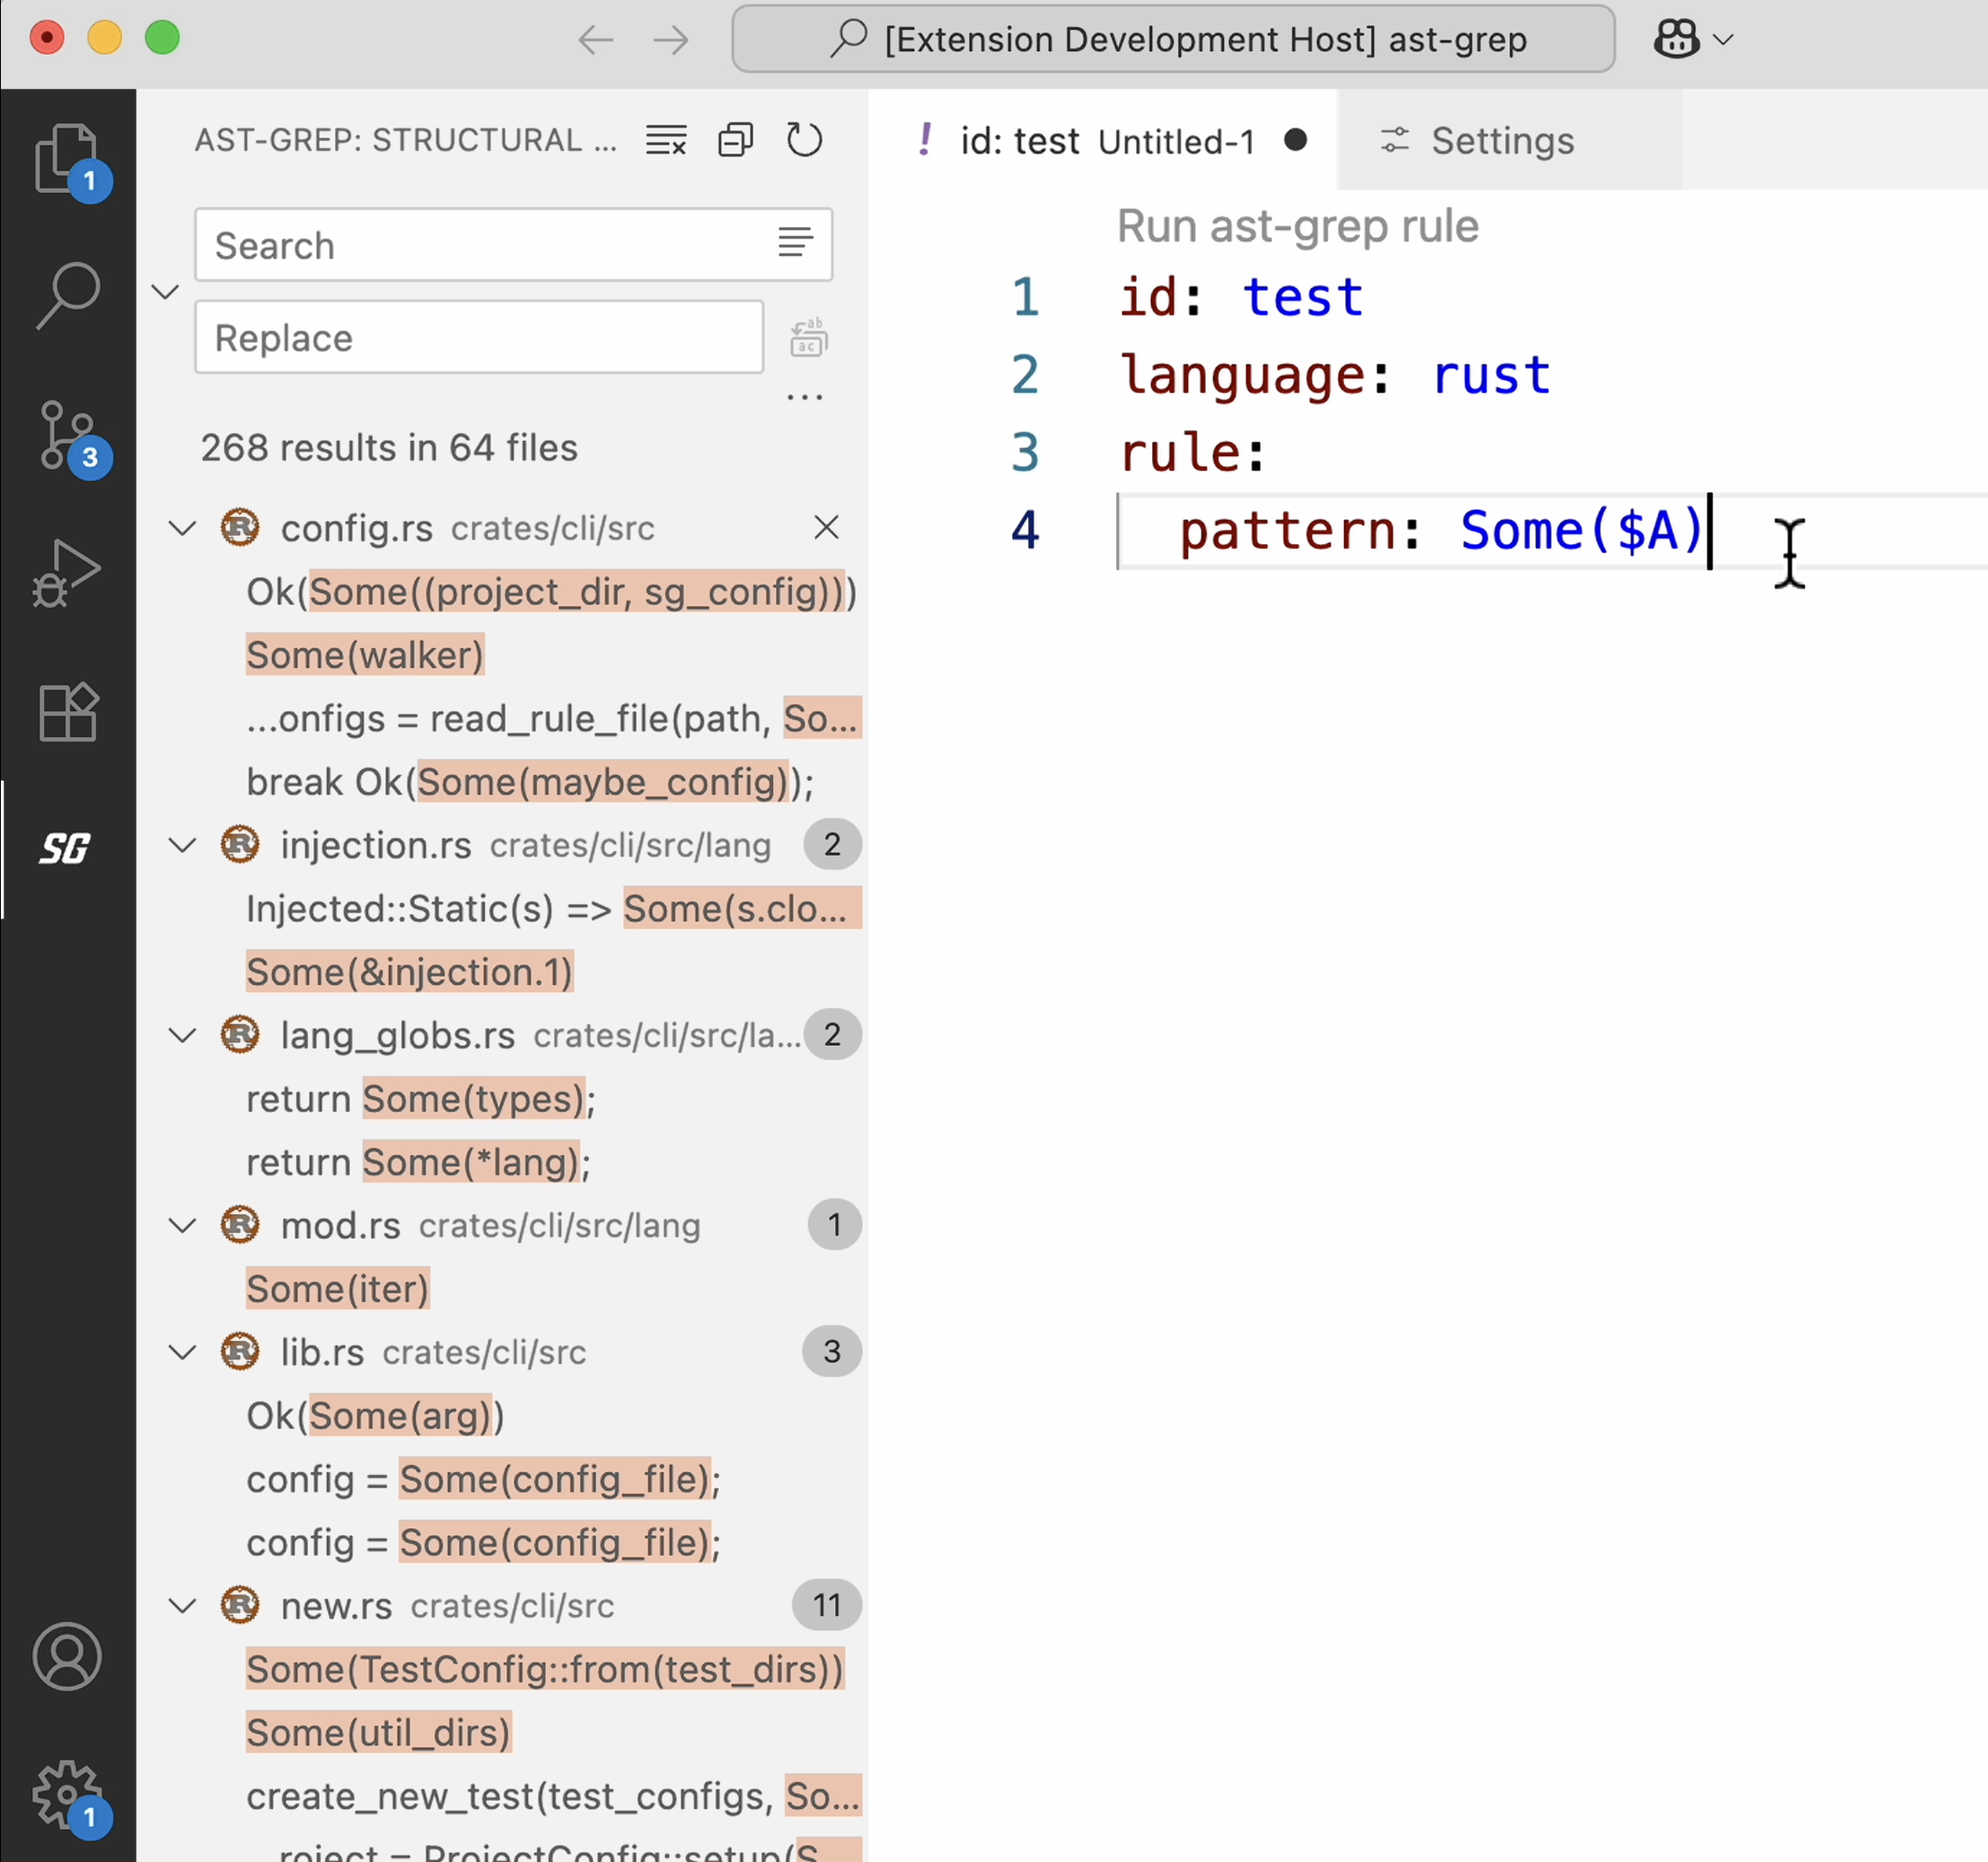 [Extension Development Host] ast-grep
AST-GREP: STRUCTURAL ...
Search
Replace
268 results in 64 files
config.rs crates/cli/src
Ok(Some((project_dir, sg_config)))
Some(walker)
...onfigs = read_rule_file(path, So...
break Ok(Some(maybe_config));
injection.rs crates/cli/src/lang 2
Injected::Static(s) => Some(s.clo...
Some(&injection.1)
lang_globs.rs crates/cli/src/la... 2
return Some(types);
return Some(*lang);
mod.rs crates/cli/src/lang 1
Some(iter)
lib.rs crates/cli/src 3
Ok(Some(arg))
config = Some(config_file);
config = Some(config_file);
new.rs crates/cli/src 11
Some(TestConfig::from(test_dirs))
Some(util_dirs)
create_new_test(test_configs, So...
...roject = ProjectConfig::setup(S...
1
3
SG
1
! id: test Untitled-1 ●
Settings
Run ast-grep rule
1 id: test
2 language: rust
3 rule:
4 pattern: Some($A)